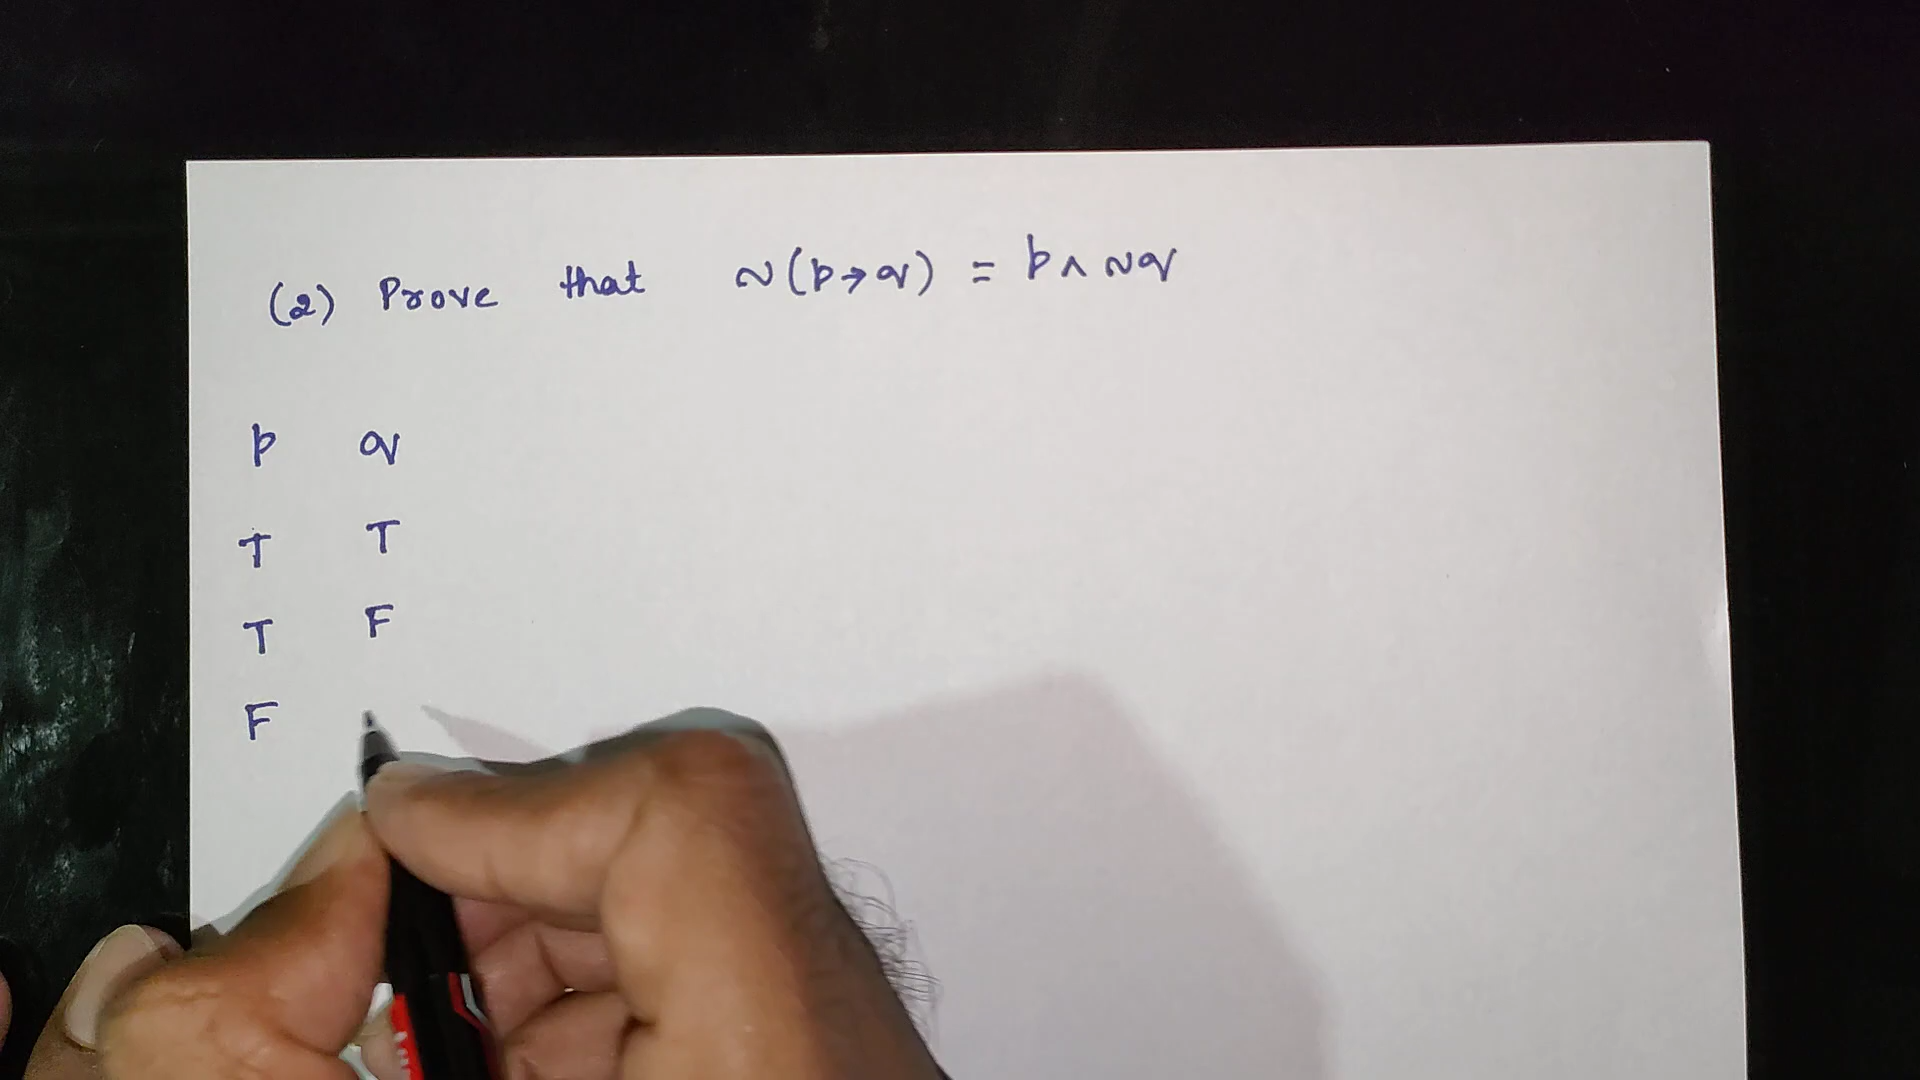 (2) Prove that ~(p→q) = p∧~q
p q
T T
T F
F